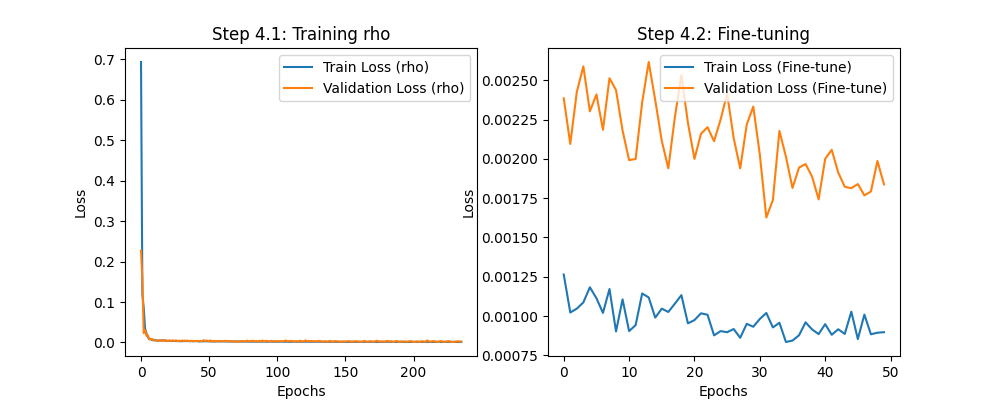 Step 4.1: Training rho
Train Loss (rho)
Validation Loss (rho)
Loss
0.7
0.6
0.5
0.4
0.3
0.2
0.1
0.0
0
50
100
150
200
Epochs
Step 4.2: Fine-tuning
Train Loss (Fine-tune)
Validation Loss (Fine-tune)
Loss
0.00250
0.00225
0.00200
0.00175
0.00150
0.00125
0.00100
0.00075
0
10
20
30
40
50
Epochs